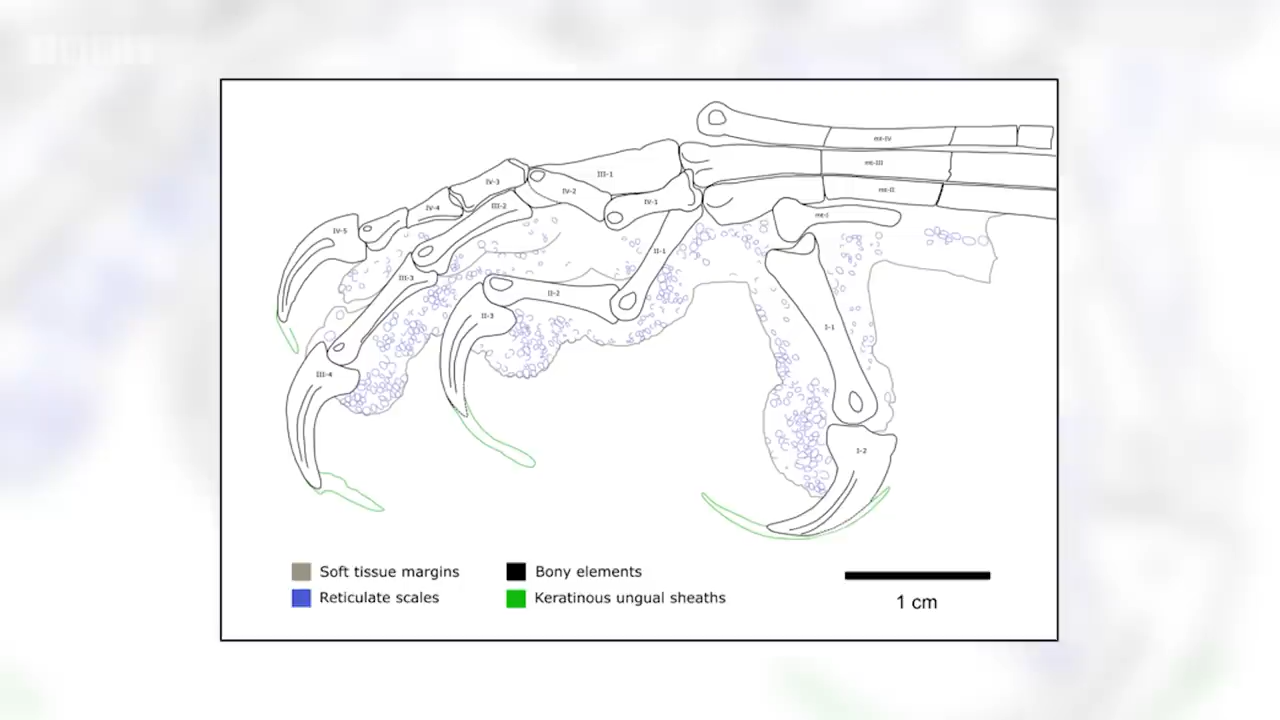 mt-IV
mt-III
mt-II
mt-I
III-1
IV-3
IV-2
IV-1
III-2
IV-4
IV-5
II-1
III-3
II-2
II-3
I-1
III-4
I-2
Soft tissue margins
Bony elements
Reticulate scales
Keratinous ungual sheaths
1 cm